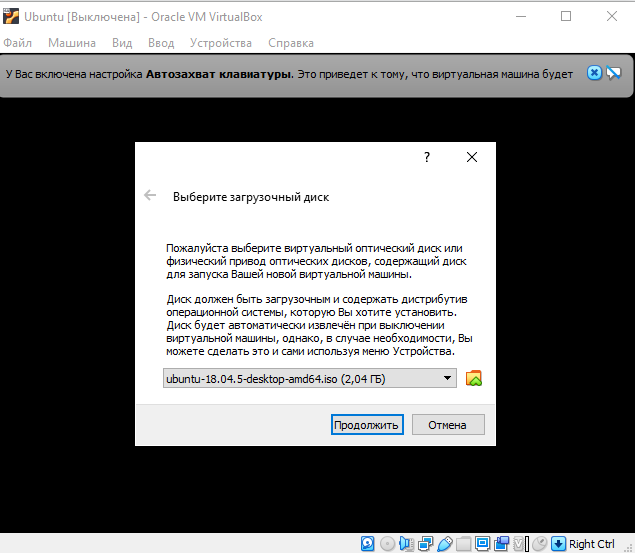 Ubuntu [Выключена] - Oracle VM VirtualBox
Файл Машина Вид Ввод Устройства Справка
У Вас включена настройка Автозахват клавиатуры. Это приведет к тому, что виртуальная машина будет
?
Выберите загрузочный диск
Пожалуйста выберите виртуальный оптический диск или
физический привод оптических дисков, содержащий диск
для запуска Вашей новой виртуальной машины.
Диск должен быть загрузочным и содержать дистрибутив
операционной системы, которую Вы хотите установить.
Диск будет автоматически извлечён при выключении
виртуальной машины, однако, в случае необходимости, Вы
можете сделать это и сами используя меню Устройства.
ubuntu-18.04.5-desktop-amd64.iso (2,04 ГБ)
Продолжить Отмена
Right Ctrl